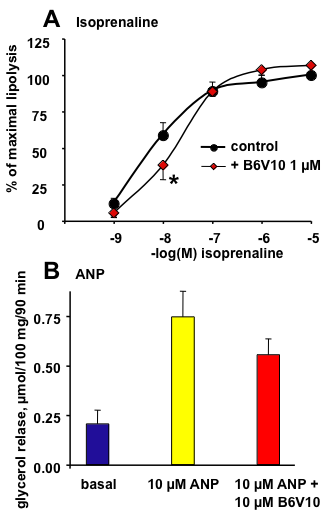 A Isoprenaline
125
100
75
50
25
0
% of maximal lipolysis
control
+ B6V10 1 µM
*
-9 -8 -7 -6 -5
-log(M) isoprenaline
B ANP
0.75
0.50
0.25
0.00
glycerol relase, µmol/100 mg/90 min
basal 10 µM ANP 10 µM ANP +
10 µM B6V10